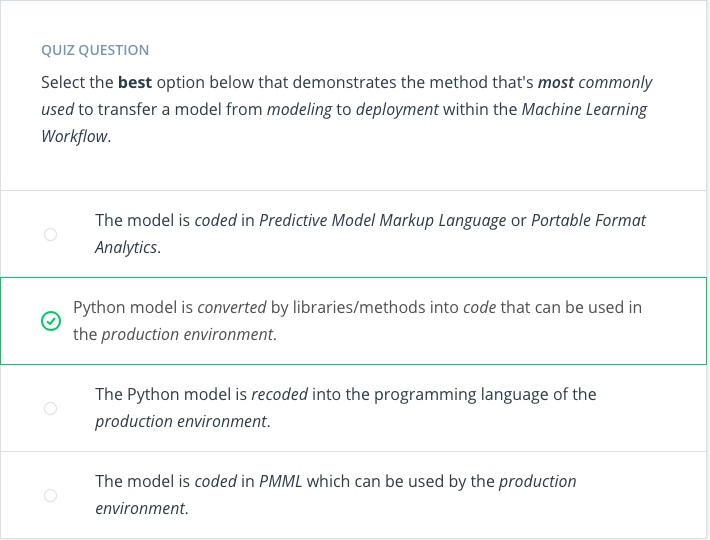 QUIZ QUESTION
Select the best option below that demonstrates the method that's most commonly
used to transfer a model from modeling to deployment within the Machine Learning
Workflow.
The model is coded in Predictive Model Markup Language or Portable Format
Analytics.
Python model is converted by libraries/methods into code that can be used in
the production environment.
The Python model is recoded into the programming language of the
production environment.
The model is coded in PMML which can be used by the production
environment.